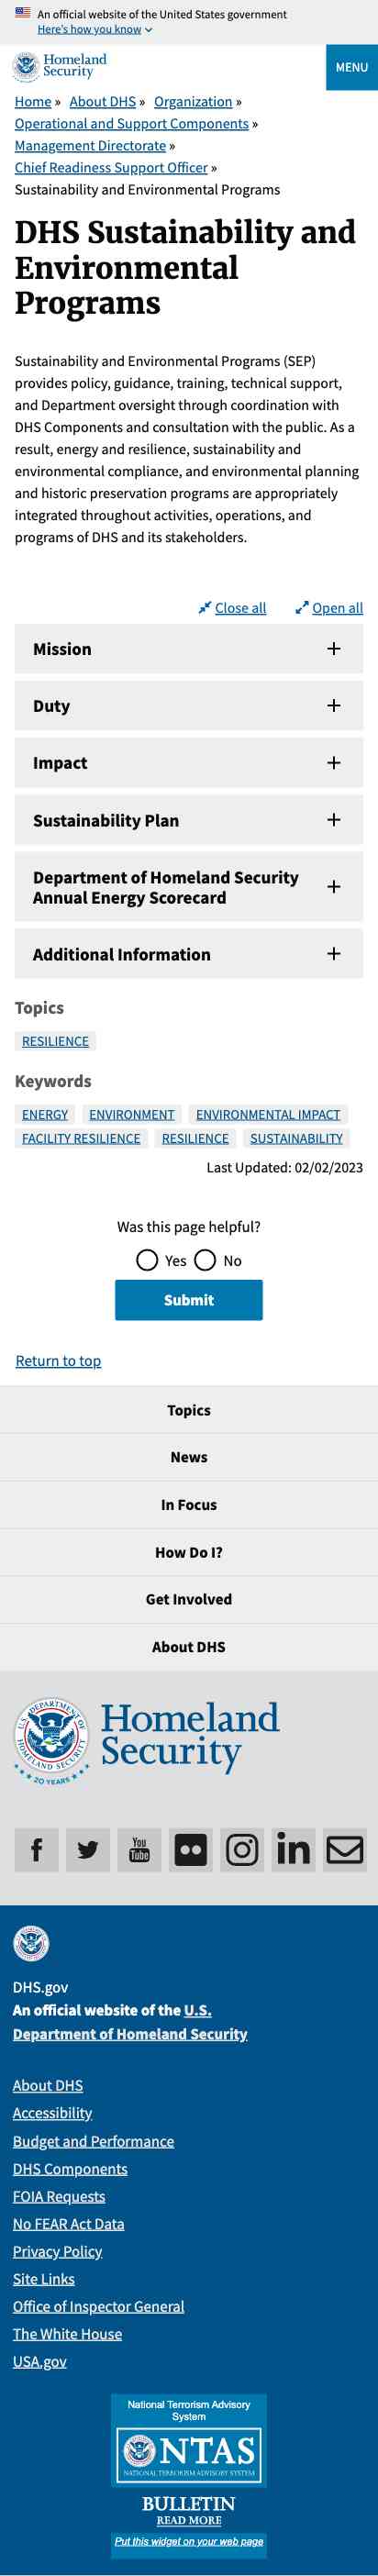 An official website of the United States government
Here's how you know
Homeland
Security
MENU
Home » About DHS » Organization »
Operational and Support Components »
Management Directorate »
Chief Readiness Support Officer »
Sustainability and Environmental Programs
DHS Sustainability and
Environmental
Programs
Sustainability and Environmental Programs (SEP)
provides policy, guidance, training, technical support,
and Department oversight through coordination with
DHS Components and consultation with the public. As a
result, energy and resilience, sustainability and
environmental compliance, and environmental planning
and historic preservation programs are appropriately
integrated throughout activities, operations, and
programs of DHS and its stakeholders.
Close all Open all
Mission
Duty
Impact
Sustainability Plan
Department of Homeland Security
Annual Energy Scorecard
Additional Information
Topics
RESILIENCE
Keywords
ENERGY ENVIRONMENT ENVIRONMENTAL IMPACT
FACILITY RESILIENCE RESILIENCE SUSTAINABILITY
Last Updated: 02/02/2023
Was this page helpful?
Yes No
Submit
Return to top
Topics
News
In Focus
How Do I?
Get Involved
About DHS
U.S. DEPARTMENT OF HOMELAND SECURITY
20 YEARS
Homeland
Security
You
Tube
DHS.gov
An official website of the U.S.
Department of Homeland Security
About DHS
Accessibility
Budget and Performance
DHS Components
FOIA Requests
No FEAR Act Data
Privacy Policy
Site Links
Office of Inspector General
The White House
USA.gov
National Terrorism Advisory
System
NTAS
NATIONAL TERRORISM ADVISORY SYSTEM
BULLETIN
READ MORE
Put this widget on your web page